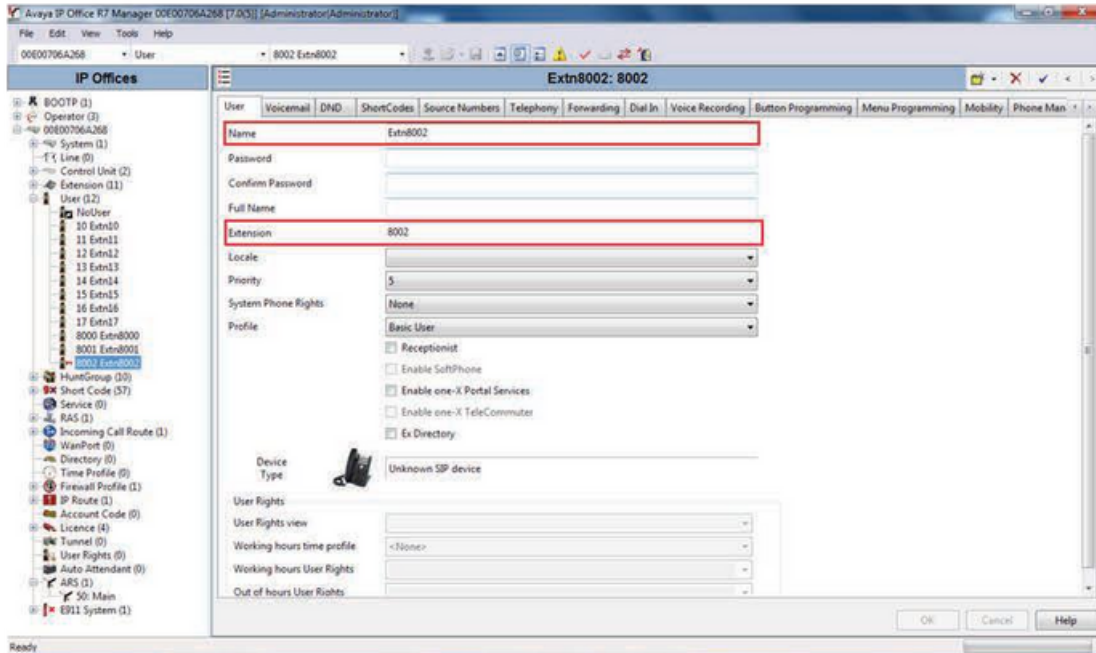 Avaya IP Office R7 Manager 00E00706A268 [7.0(5)] [Administrator(Administrator)]
File Edit View Tools Help
00E00706A268 User 8002 Extn8002
IP Offices
Extn8002: 8002
BOOTP (1)
Operator (3)
00E00706A268
System (1)
Line (0)
Control Unit (2)
Extension (11)
User (12)
NoUser
10 Extn10
11 Extn11
12 Extn12
13 Extn13
14 Extn14
15 Extn15
16 Extn16
17 Extn17
8000 Extn8000
8001 Extn8001
8002 Extn8002
HuntGroup (10)
Short Code (57)
Service (0)
RAS (1)
Incoming Call Route (1)
WanPort (0)
Directory (0)
Time Profile (0)
Firewall Profile (1)
IP Route (1)
Account Code (0)
Licence (4)
Tunnel (0)
User Rights (0)
Auto Attendant (0)
ARS (1)
50: Main
E911 System (1)
User Voicemail DND ShortCodes Source Numbers Telephony Forwarding Dial In Voice Recording Button Programming Menu Programming Mobility Phone Man
Name Extn8002
Password
Confirm Password
Full Name
Extension 8002
Locale
Priority 5
System Phone Rights None
Profile Basic User
Receptionist
Enable SoftPhone
Enable one-X Portal Services
Enable one-X TeleCommuter
Ex Directory
Device
Type
Unknown SIP device
User Rights
User Rights view
Working hours time profile <None>
Working hours User Rights
Out of hours User Rights
OK Cancel Help
Ready